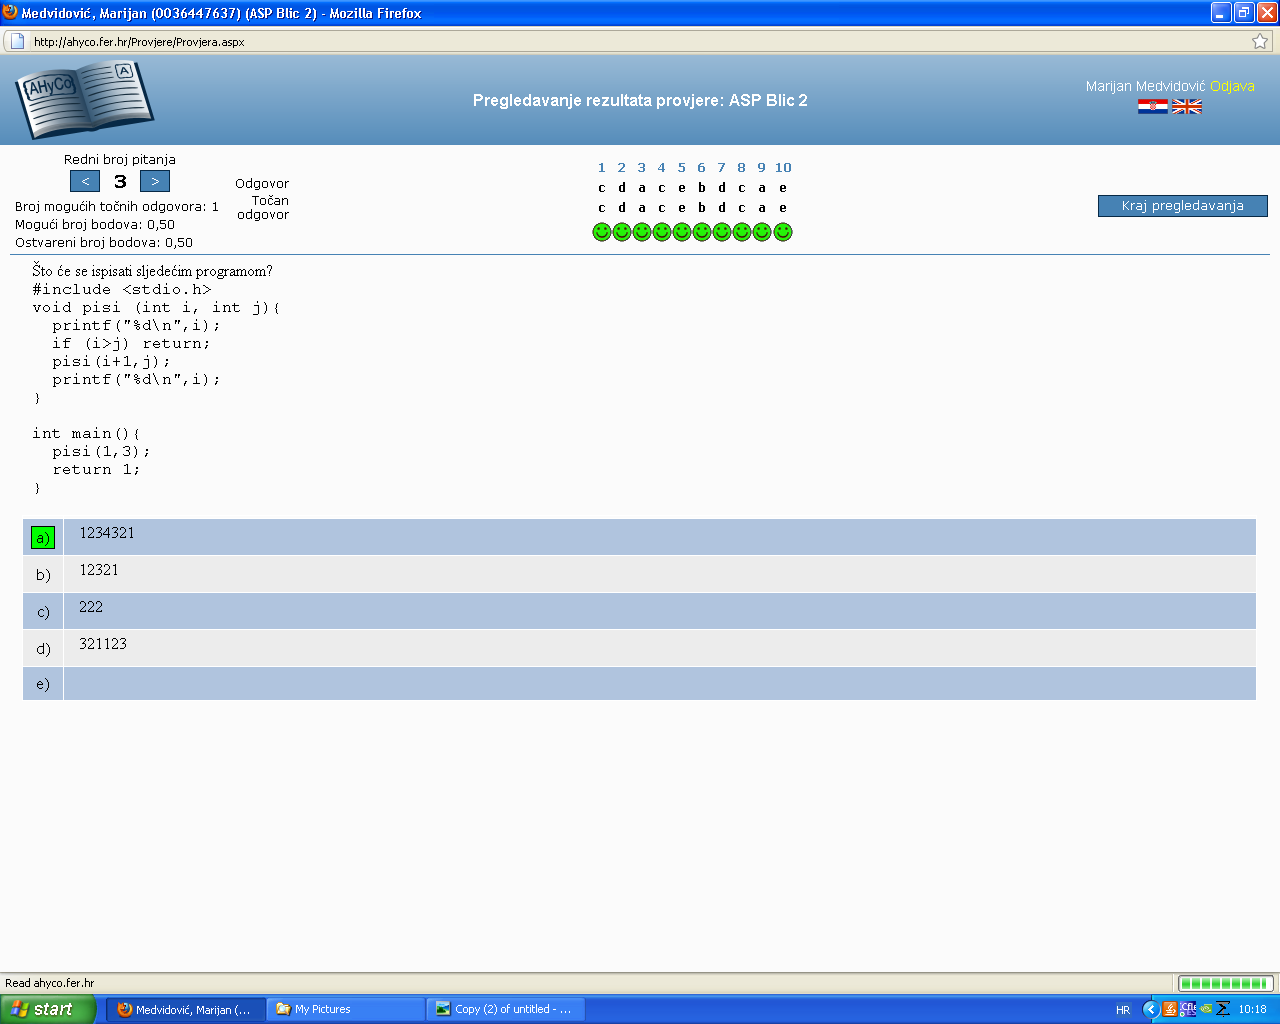 Medvidović, Marijan (0036447637) (ASP Blic 2) - Mozilla Firefox
http://ahyco.fer.hr/Provjere/Provjera.aspx
{AHyCo} A
Pregledavanje rezultata provjere: ASP Blic 2
Marijan Medvidović Odjava
Redni broj pitanja
< 3 >
Broj mogućih točnih odgovora: 1
Mogući broj bodova: 0,50
Ostvareni broj bodova: 0,50
1 2 3 4 5 6 7 8 9 10
Odgovor c d a c e b d c a e
Točan odgovor c d a c e b d c a e
Kraj pregledavanja
Što će se ispisati sljedećim programom?
#include <stdio.h>
void pisi (int i, int j){
  printf("%d\n",i);
  if (i>j) return;
  pisi(i+1,j);
  printf("%d\n",i);
}
int main(){
  pisi(1,3);
  return 1;
}
a) 1234321
b) 12321
c) 222
d) 321123
e)
Read ahyco.fer.hr
start Medvidović, Marijan (... My Pictures Copy (2) of untitled - ... HR 10:18